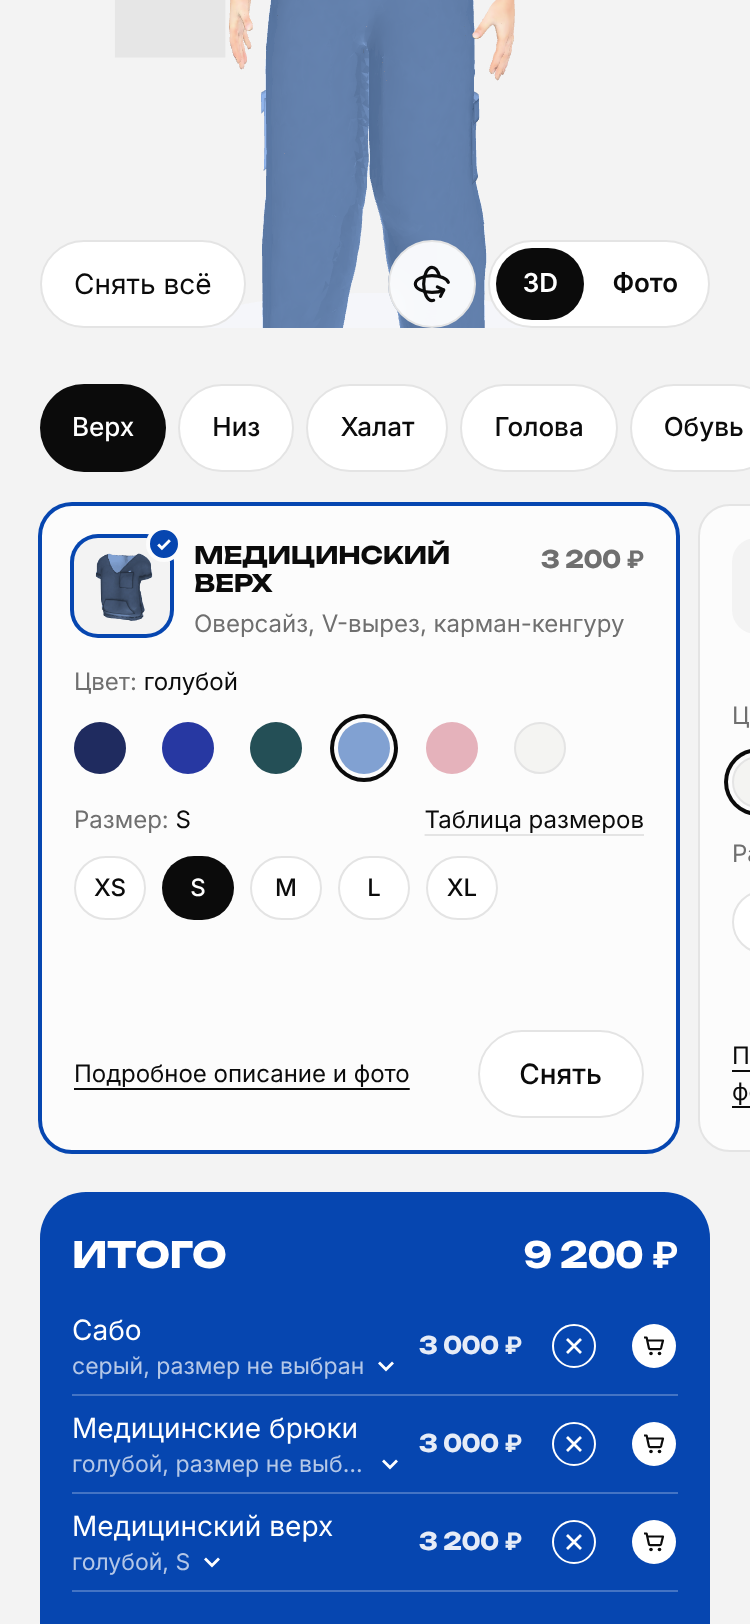 Снять всё
3D
Фото
Верх
Низ
Халат
Голова
Обувь
МЕДИЦИНСКИЙ
ВЕРХ
3 200 ₽
Оверсайз, V-вырез, карман-кенгуру
Цвет: голубой
Размер: S
Таблица размеров
XS
S
M
L
XL
Подробное описание и фото
Снять
ИТОГО
9 200 ₽
Сабо
3 000 ₽
серый, размер не выбран
Медицинские брюки
3 000 ₽
голубой, размер не выб...
Медицинский верх
3 200 ₽
голубой, S